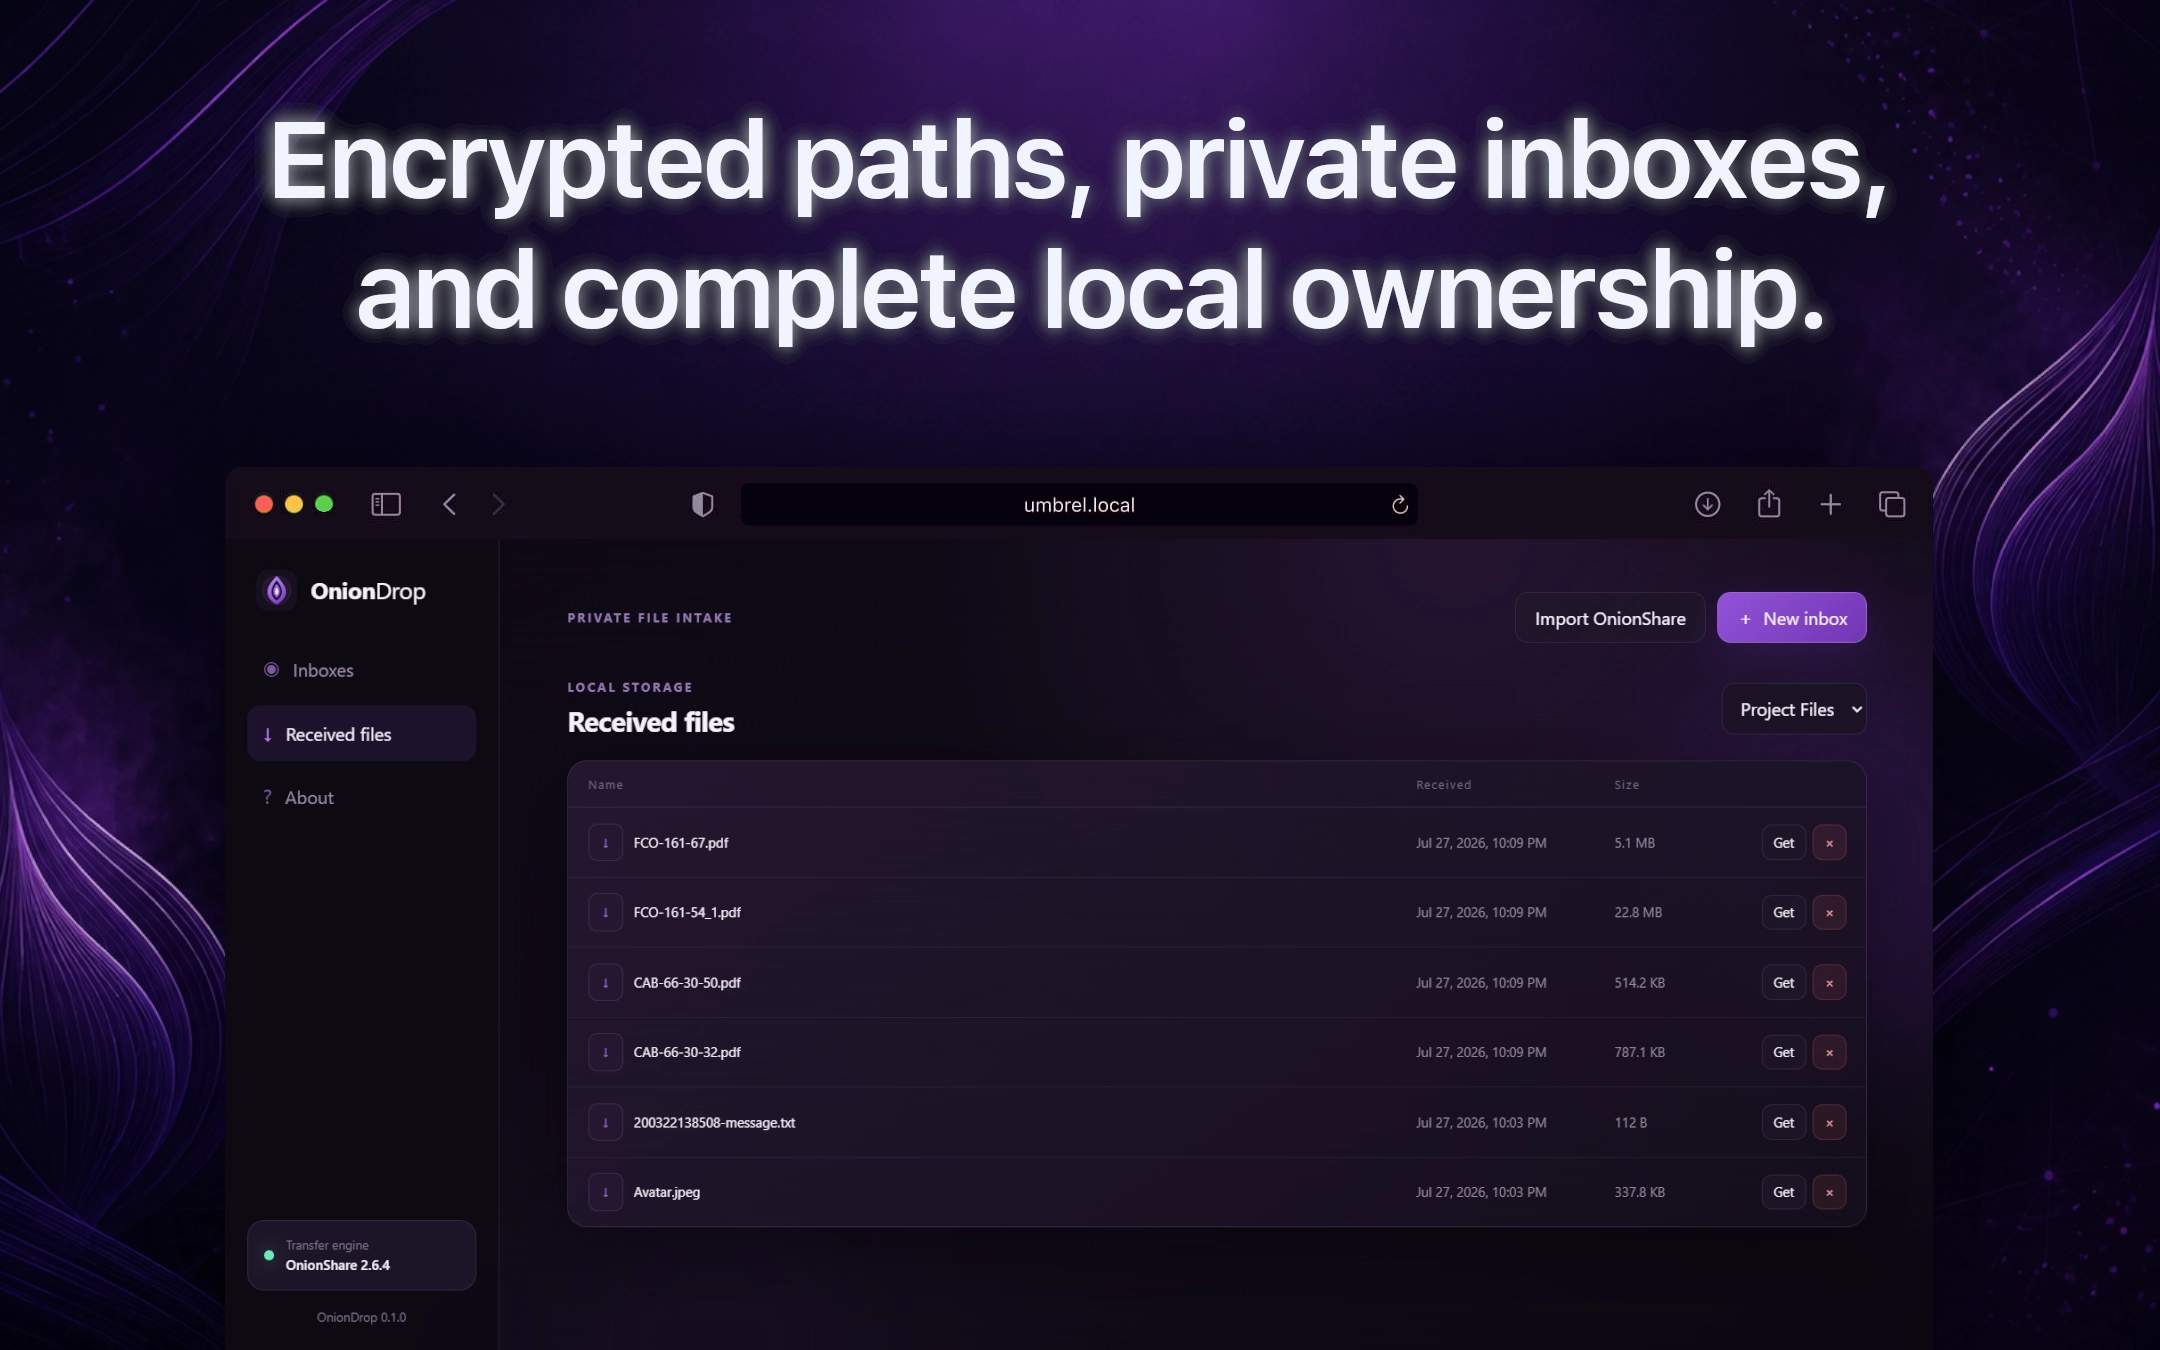 Encrypted paths, private inboxes,
and complete local ownership.
umbrel.local
OnionDrop
Inboxes
↓ Received files
? About
Transfer engine
OnionShare 2.6.4
OnionDrop 0.1.0
PRIVATE FILE INTAKE
Import OnionShare
+ New inbox
LOCAL STORAGE
Received files
Project Files
Name Received Size
↓ FCO-161-67.pdf Jul 27, 2026, 10:09 PM 5.1 MB Get ×
↓ FCO-161-54_1.pdf Jul 27, 2026, 10:09 PM 22.8 MB Get ×
↓ CAB-66-30-50.pdf Jul 27, 2026, 10:09 PM 514.2 KB Get ×
↓ CAB-66-30-32.pdf Jul 27, 2026, 10:09 PM 787.1 KB Get ×
↓ 200322138508-message.txt Jul 27, 2026, 10:03 PM 112 B Get ×
↓ Avatar.jpeg Jul 27, 2026, 10:03 PM 337.8 KB Get ×